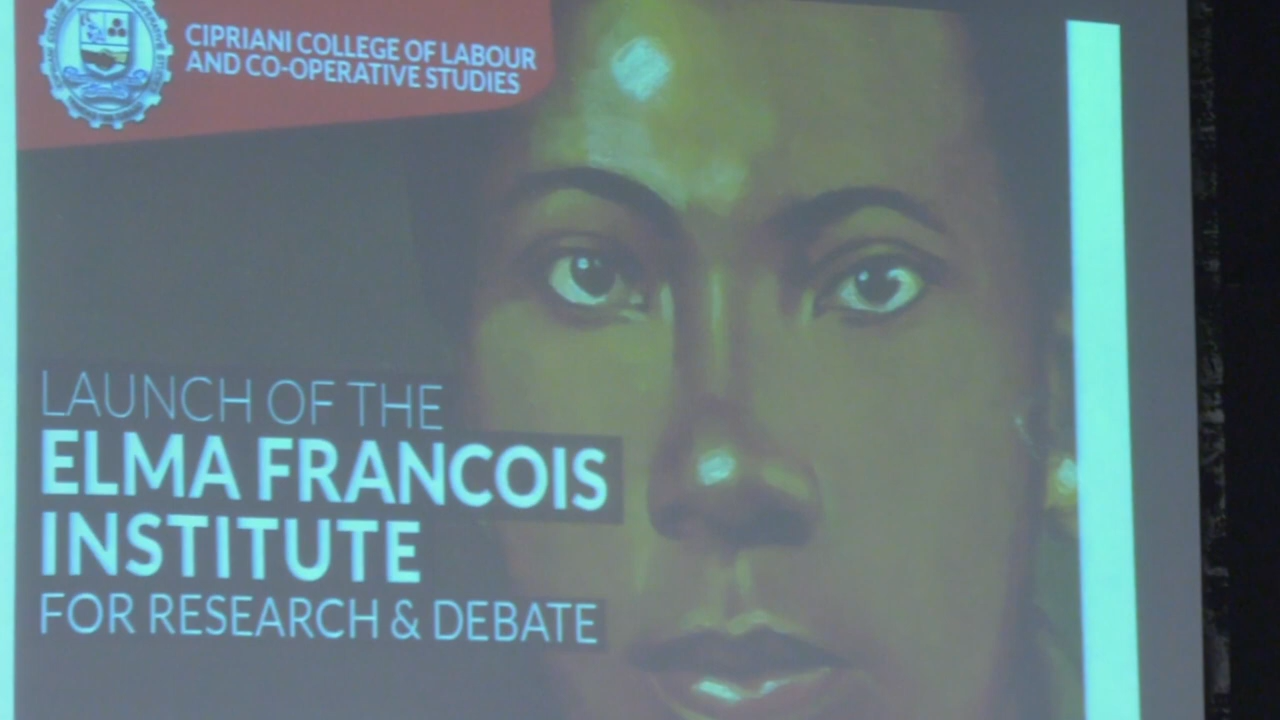 CIPRIANI COLLEGE OF LABOUR
AND CO-OPERATIVE STUDIES
LAUNCH OF THE
ELMA FRANCOIS
INSTITUTE
FOR RESEARCH & DEBATE